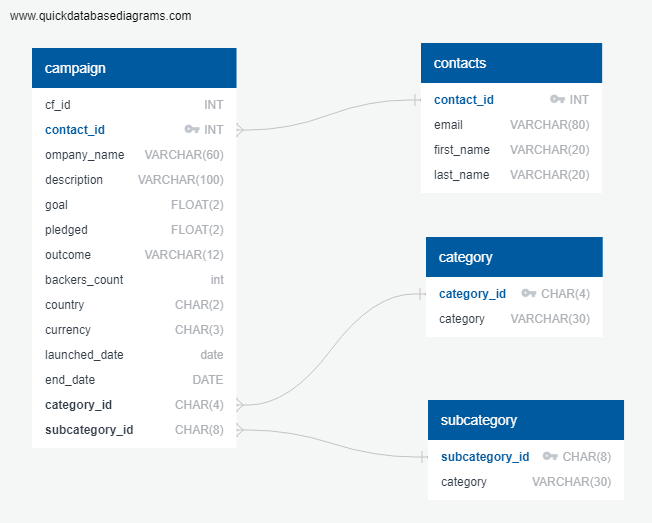 www.quickdatabasediagrams.com
campaign
cf_id INT
contact_id INT
ompany_name VARCHAR(60)
description VARCHAR(100)
goal FLOAT(2)
pledged FLOAT(2)
outcome VARCHAR(12)
backers_count int
country CHAR(2)
currency CHAR(3)
launched_date date
end_date DATE
category_id CHAR(4)
subcategory_id CHAR(8)
contacts
contact_id INT
email VARCHAR(80)
first_name VARCHAR(20)
last_name VARCHAR(20)
category
category_id CHAR(4)
category VARCHAR(30)
subcategory
subcategory_id CHAR(8)
category VARCHAR(30)